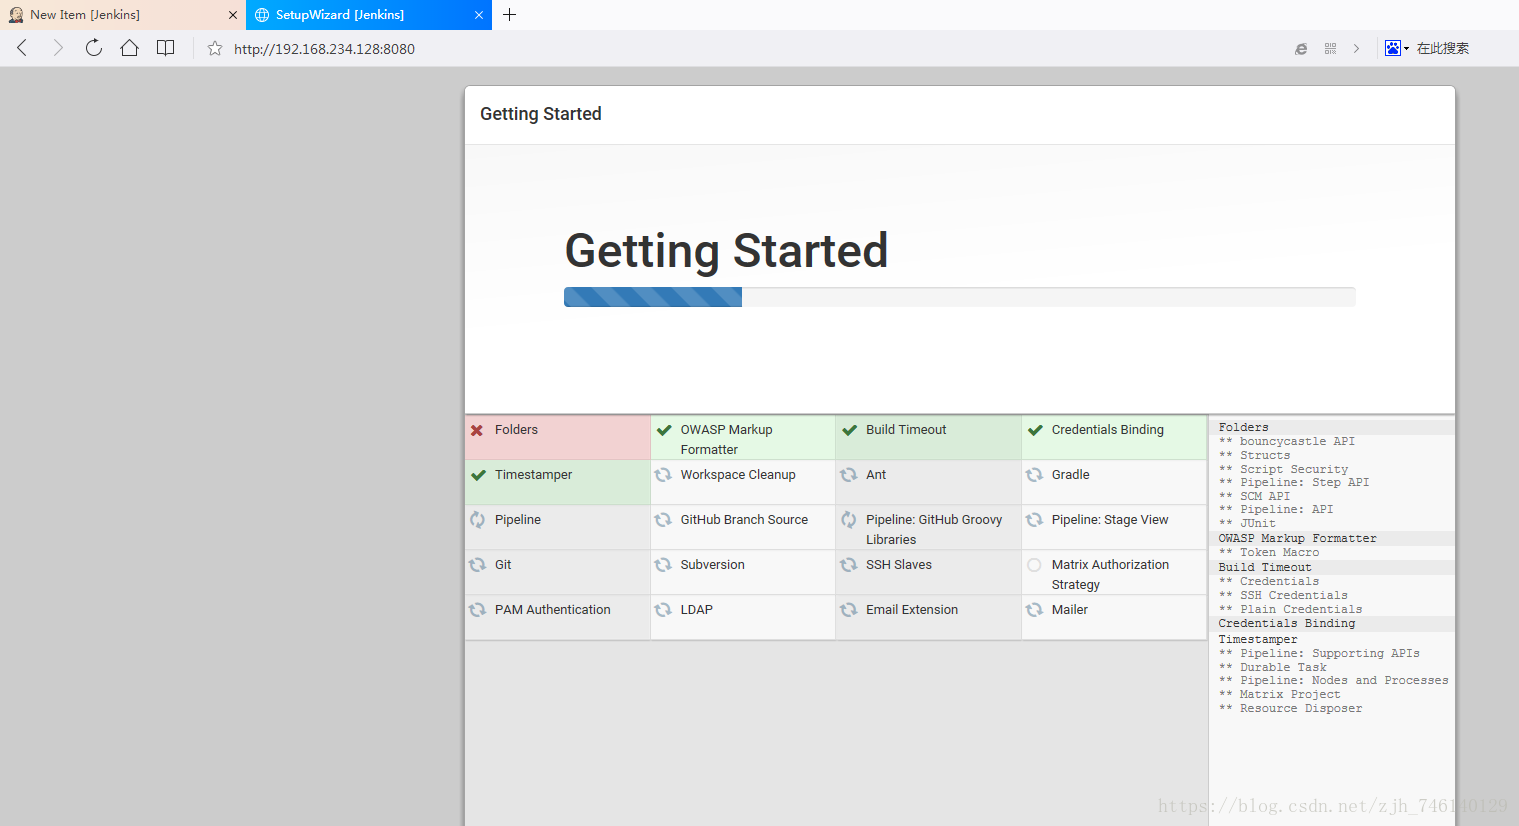 New Item [Jenkins]
SetupWizard [Jenkins]
http://192.168.234.128:8080
在此搜索
Getting Started
Getting Started
Folders
OWASP Markup
Formatter
Build Timeout
Credentials Binding
Timestamper
Workspace Cleanup
Ant
Gradle
Pipeline
GitHub Branch Source
Pipeline: GitHub Groovy
Libraries
Pipeline: Stage View
Git
Subversion
SSH Slaves
Matrix Authorization
Strategy
PAM Authentication
LDAP
Email Extension
Mailer
Folders
** bouncycastle API
** Structs
** Script Security
** Pipeline: Step API
** SCM API
** Pipeline: API
** JUnit
OWASP Markup Formatter
** Token Macro
Build Timeout
** Credentials
** SSH Credentials
** Plain Credentials
Credentials Binding
Timestamper
** Pipeline: Supporting APIs
** Durable Task
** Pipeline: Nodes and Processes
** Matrix Project
** Resource Disposer
https://blog.csdn.net/zjh_746140129